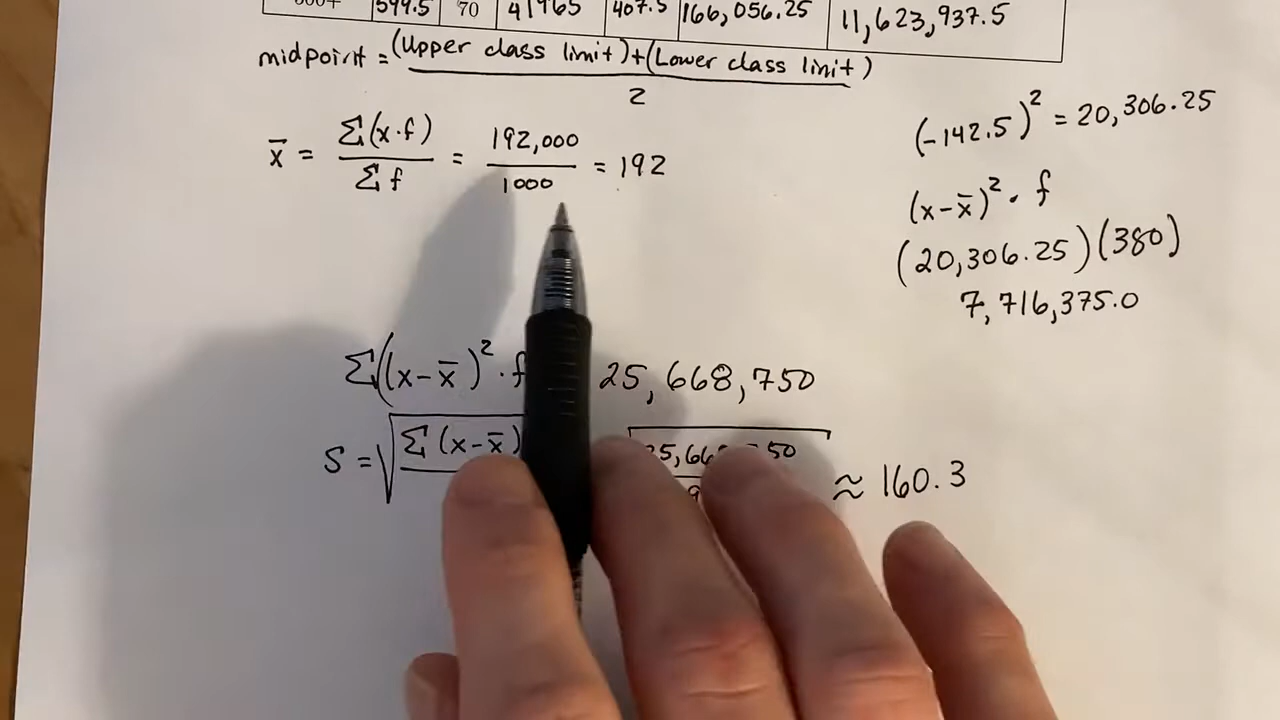 599.5 70 41965 407.5 166,056.25 11,623,937.5
midpoint = (Upper class limit)+(Lower class limit)
2
x̄ = Σ(x·f) / Σf = 192,000 / 1000 = 192
(-142.5)² = 20,306.25
(x-x̄)² · f
(20,306.25)(380)
7,716,375.0
Σ((x-x̄)²·f 25,668,750
S = √ Σ(x-x̄) ≈ 160.3